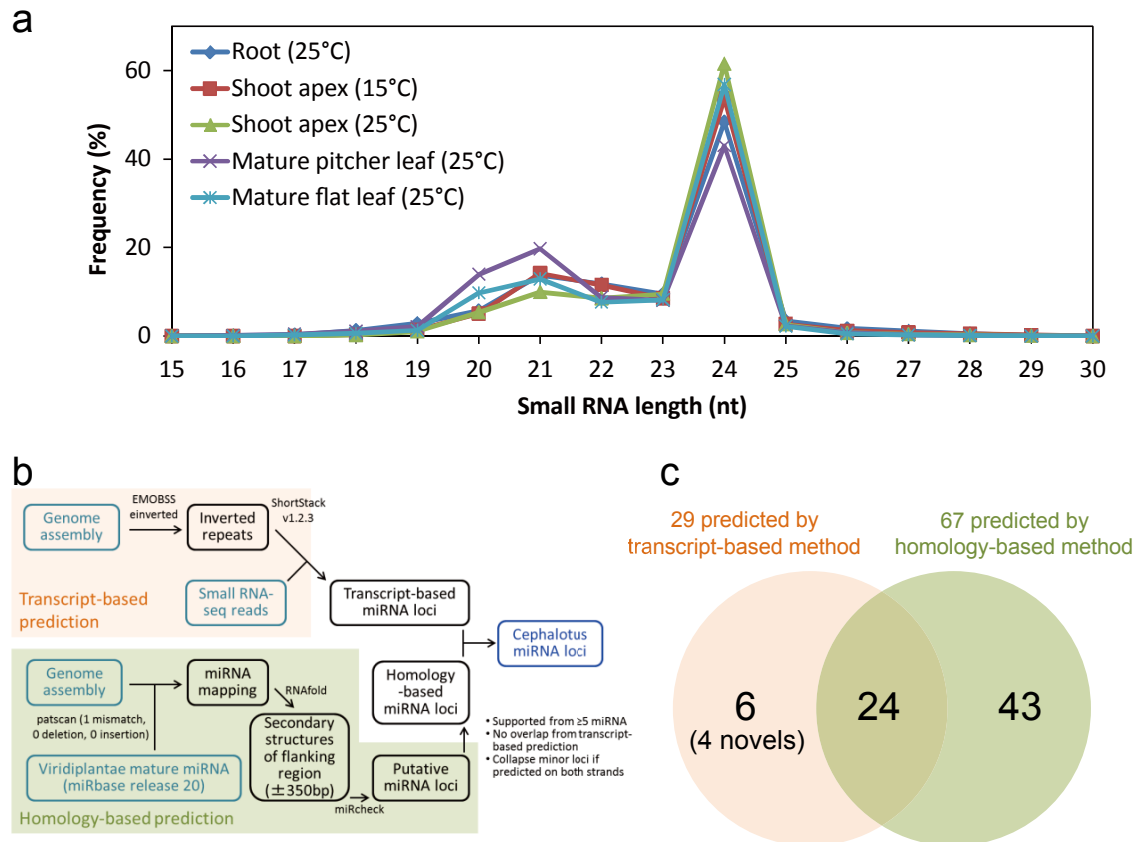 a
Frequency (%)
60
40
20
0
Root (25°C)
Shoot apex (15°C)
Shoot apex (25°C)
Mature pitcher leaf (25°C)
Mature flat leaf (25°C)
15 16 17 18 19 20 21 22 23 24 25 26 27 28 29 30
Small RNA length (nt)
b
Genome
assembly
EMOBSS
einverted
Inverted
repeats
ShortStack
v1.2.3
Small RNA-
seq reads
Transcript-based
prediction
Transcript-based
miRNA loci
Cephalotus
miRNA loci
Genome
assembly
miRNA
mapping
RNAfold
Homology
-based
miRNA loci
patscan (1 mismatch,
0 deletion, 0 insertion)
Secondary
structures of
flanking
region
(±350bp)
• Supported from ≥5 miRNA
• No overlap from transcript-
based prediction
• Collapse minor loci if
predicted on both strands
Viridiplantae mature miRNA
(miRbase release 20)
Putative
miRNA loci
miRcheck
Homology-based prediction
c
29 predicted by
transcript-based method
67 predicted by
homology-based method
6
(4 novels)
24
43